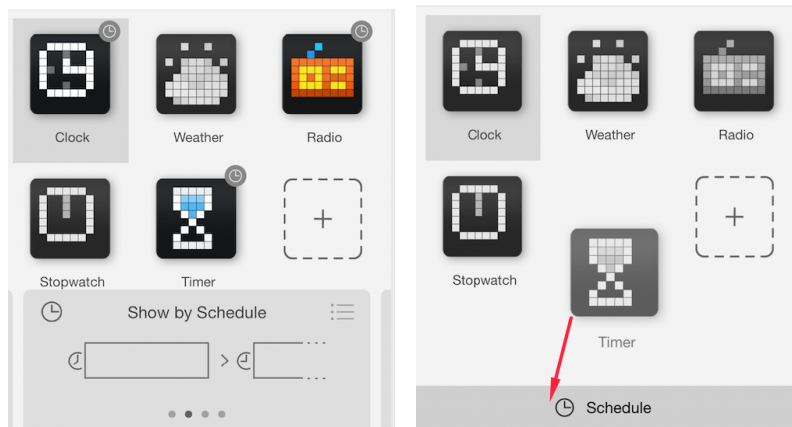 Clock Weather Radio
Stopwatch Timer
Show by Schedule
Clock Weather Radio
Stopwatch
Timer
Schedule